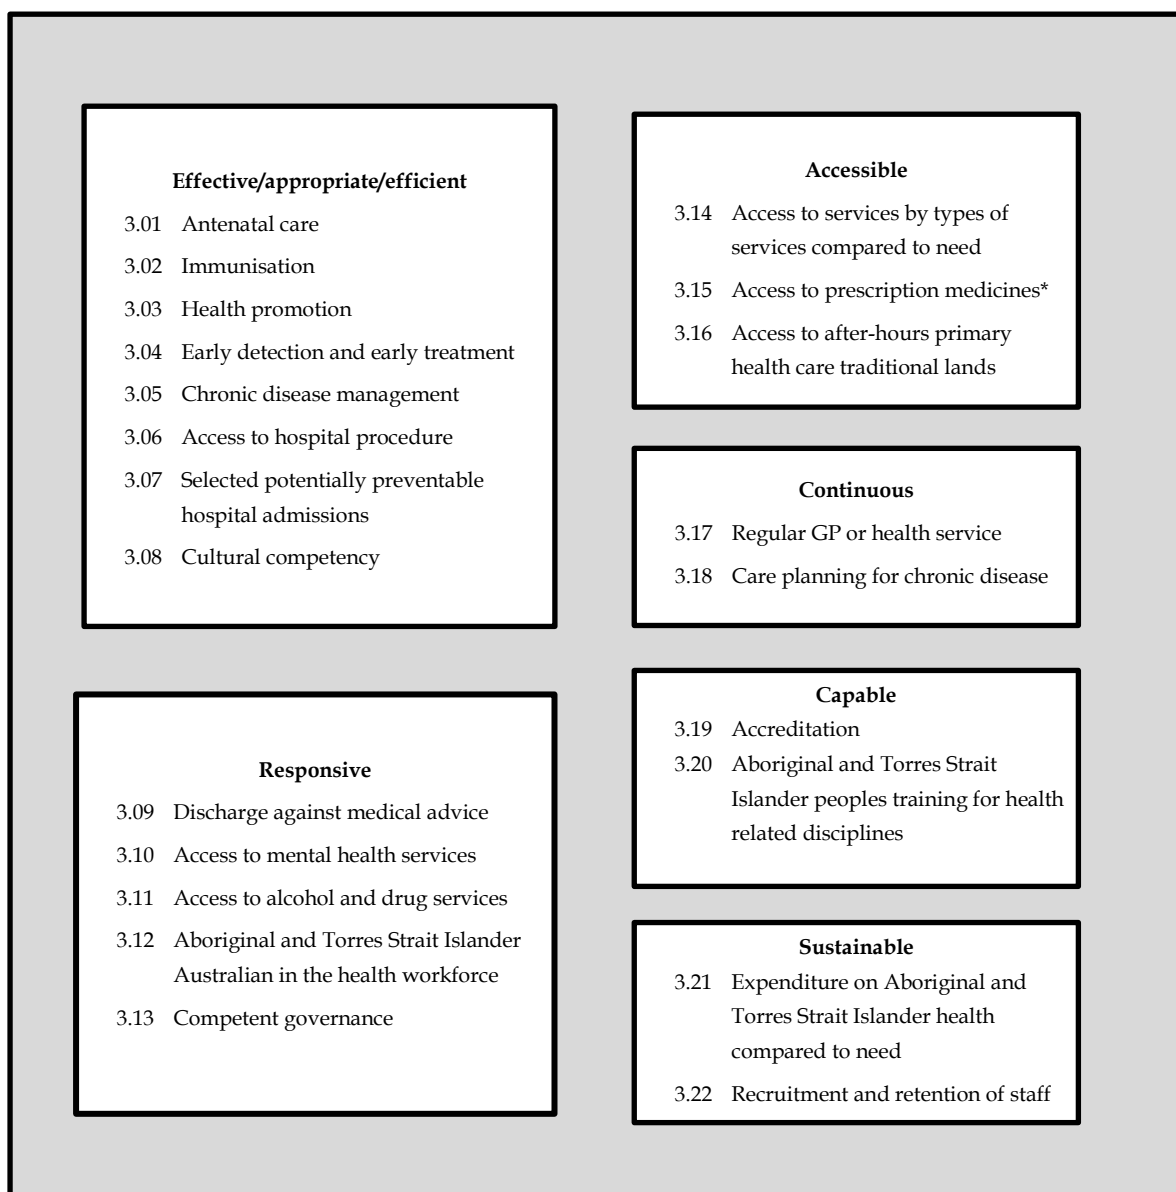 Effective/appropriate/efficient
3.01 Antenatal care
3.02 Immunisation
3.03 Health promotion
3.04 Early detection and early treatment
3.05 Chronic disease management
3.06 Access to hospital procedure
3.07 Selected potentially preventable
hospital admissions
3.08 Cultural competency
Responsive
3.09 Discharge against medical advice
3.10 Access to mental health services
3.11 Access to alcohol and drug services
3.12 Aboriginal and Torres Strait Islander
Australian in the health workforce
3.13 Competent governance
Accessible
3.14 Access to services by types of
services compared to need
3.15 Access to prescription medicines*
3.16 Access to after-hours primary
health care traditional lands
Continuous
3.17 Regular GP or health service
3.18 Care planning for chronic disease
Capable
3.19 Accreditation
3.20 Aboriginal and Torres Strait
Islander peoples training for health
related disciplines
Sustainable
3.21 Expenditure on Aboriginal and
Torres Strait Islander health
compared to need
3.22 Recruitment and retention of staff